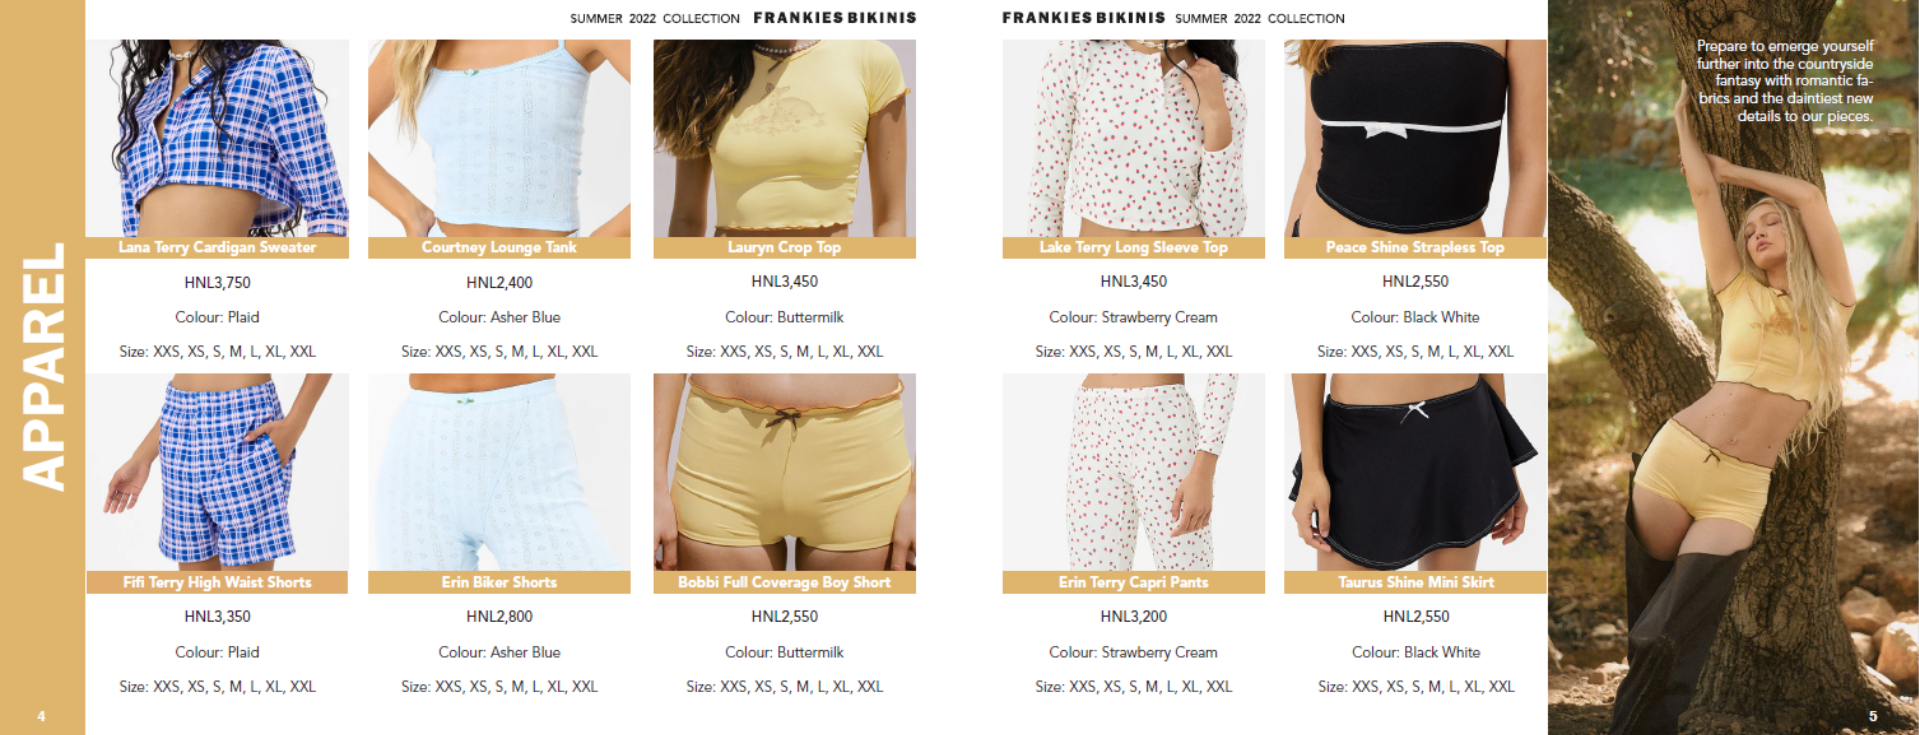 SUMMER 2022 COLLECTION FRANKIES BIKINIS
APPAREL
Lana Terry Cardigan Sweater
HNL3,750
Colour: Plaid
Size: XXS, XS, S, M, L, XL, XXL
Courtney Lounge Tank
HNL2,400
Colour: Asher Blue
Size: XXS, XS, S, M, L, XL, XXL
Lauryn Crop Top
HNL3,450
Colour: Buttermilk
Size: XXS, XS, S, M, L, XL, XXL
Fifi Terry High Waist Shorts
HNL3,350
Colour: Plaid
Size: XXS, XS, S, M, L, XL, XXL
Erin Biker Shorts
HNL2,800
Colour: Asher Blue
Size: XXS, XS, S, M, L, XL, XXL
Bobbi Full Coverage Boy Short
HNL2,550
Colour: Buttermilk
Size: XXS, XS, S, M, L, XL, XXL
4
FRANKIES BIKINIS SUMMER 2022 COLLECTION
Lake Terry Long Sleeve Top
HNL3,450
Colour: Strawberry Cream
Size: XXS, XS, S, M, L, XL, XXL
Peace Shine Strapless Top
HNL2,550
Colour: Black White
Size: XXS, XS, S, M, L, XL, XXL
Erin Terry Capri Pants
HNL3,200
Colour: Strawberry Cream
Size: XXS, XS, S, M, L, XL, XXL
Taurus Shine Mini Skirt
HNL2,550
Colour: Black White
Size: XXS, XS, S, M, L, XL, XXL
Prepare to emerge yourself
further into the countryside
fantasy with romantic fa-
brics and the daintiest new
details to our pieces.
5